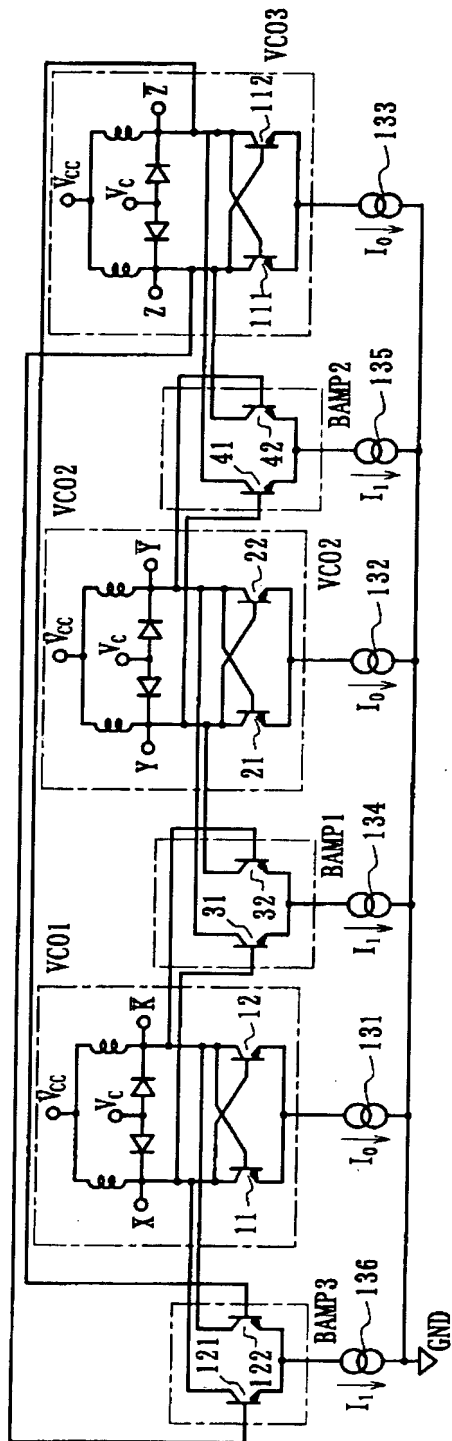 VCO1
VCO2
VCO3
VCC
VCC
VCC
X
VC
K
Y
VC
Y̅
Z
VC
Z̅
121
122
11
12
31
32
21
22
41
42
111
112
BAMP3
BAMP1
VCO2
BAMP2
I1
136
I0
131
I1
134
I0
132
I1
135
I0
133
GND